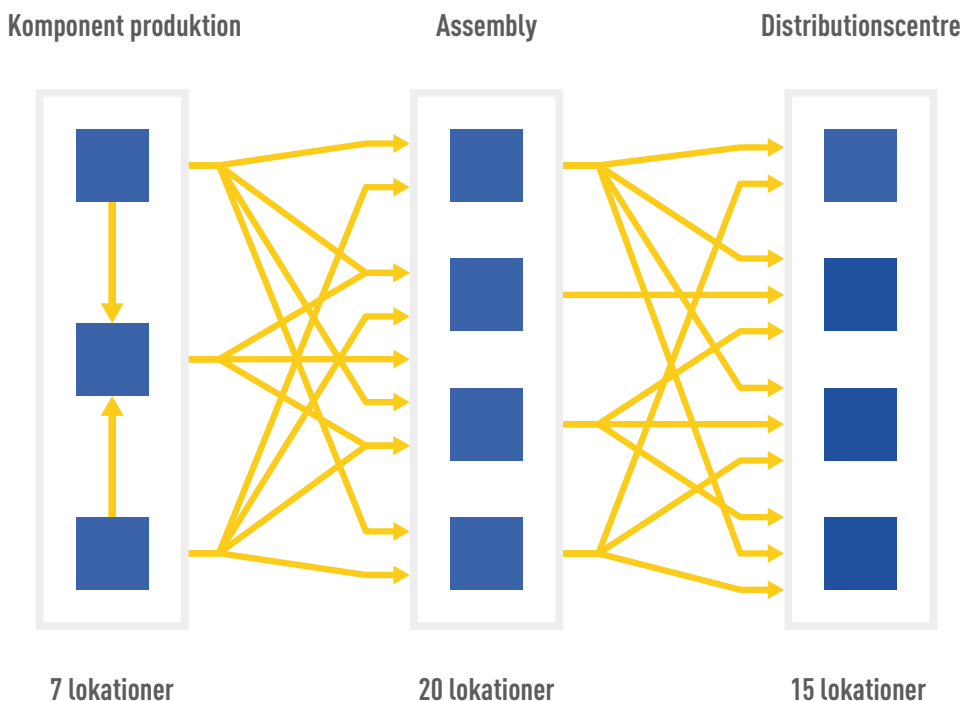 Komponent produktion
Assembly
Distributionscentre
7 lokationer
20 lokationer
15 lokationer